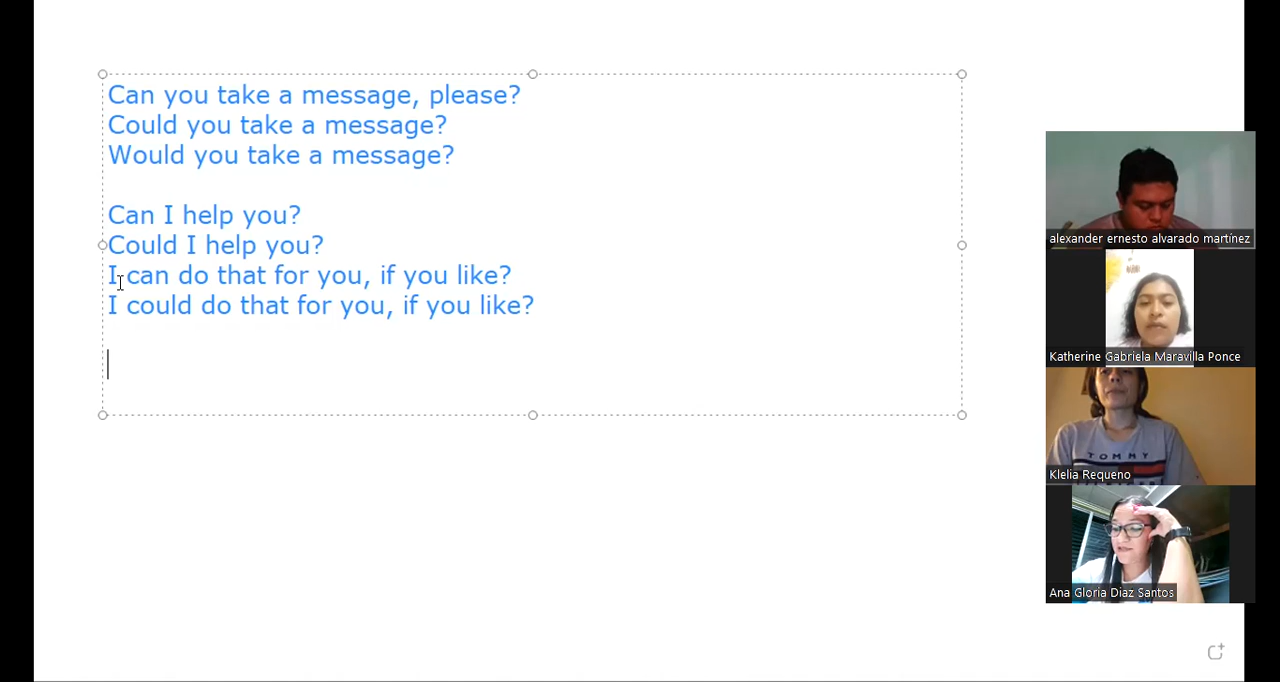 Can you take a message, please?
Could you take a message?
Would you take a message?
Can I help you?
Could I help you?
I can do that for you, if you like?
I could do that for you, if you like?
alexander ernesto alvarado martínez
Katherine Gabriela Maravilla Ponce
TOMMY
Klelia Requeno
Ana Gloria Diaz Santos